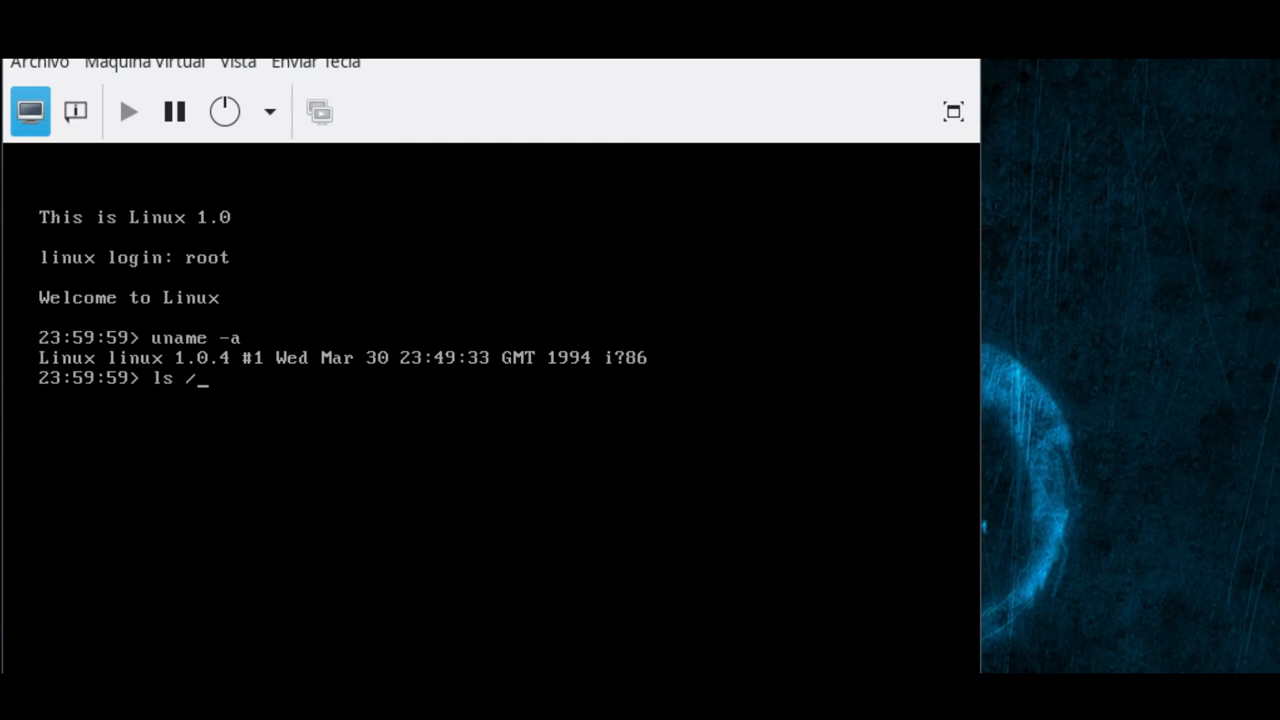 Archivo Máquina Virtual Vista Enviar Tecla
This is Linux 1.0
linux login: root
Welcome to Linux
23:59:59> uname -a
Linux linux 1.0.4 #1 Wed Mar 30 23:49:33 GMT 1994 i?86
23:59:59> ls /_